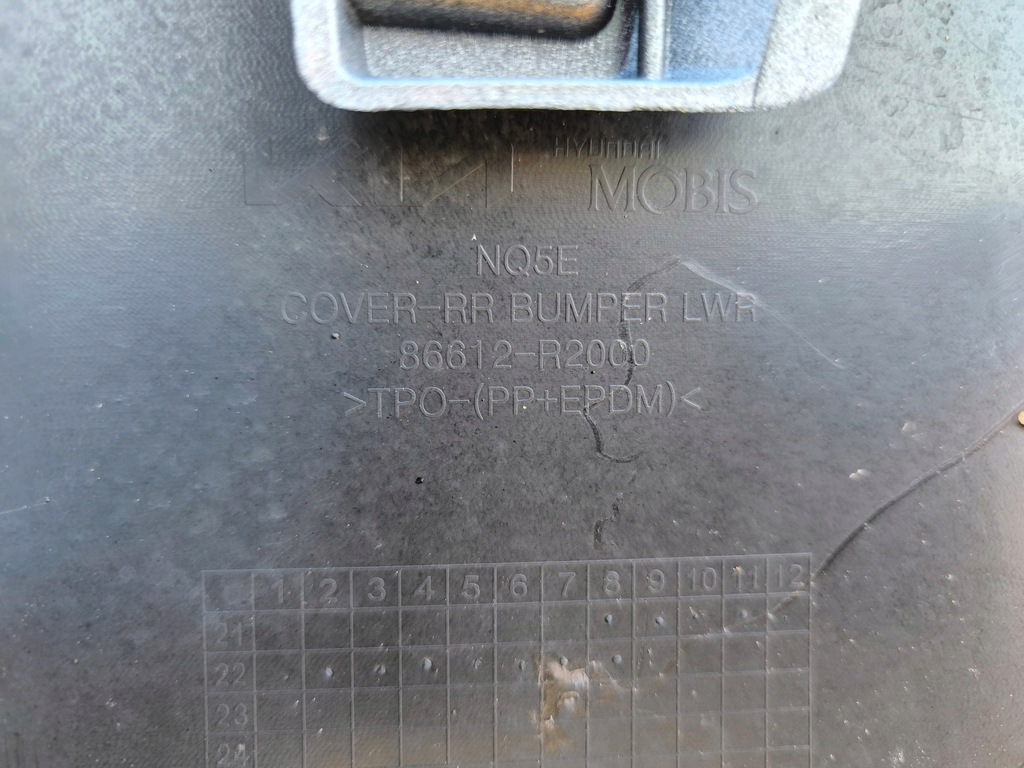 KIA
Hyundai
MOBIS
NQ5E
COVER-RR BUMPER LWR
86612-R2000
>TPO-(PP+EPDM)<
1 2 3 4 5 6 7 8 9 10 11 12
21
22
23
24